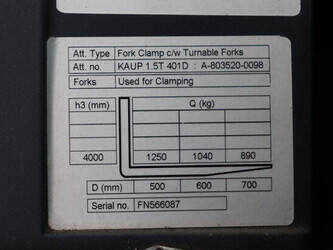 Att. Type Fork Clamp c/w Turnable Forks
Att. no. KAUP 1.5T 401D : A-803520-0098
Forks Used for Clamping
h3 (mm) Q (kg)
4000 1250 1040 890
D (mm) 500 600 700
Serial no. FN566087